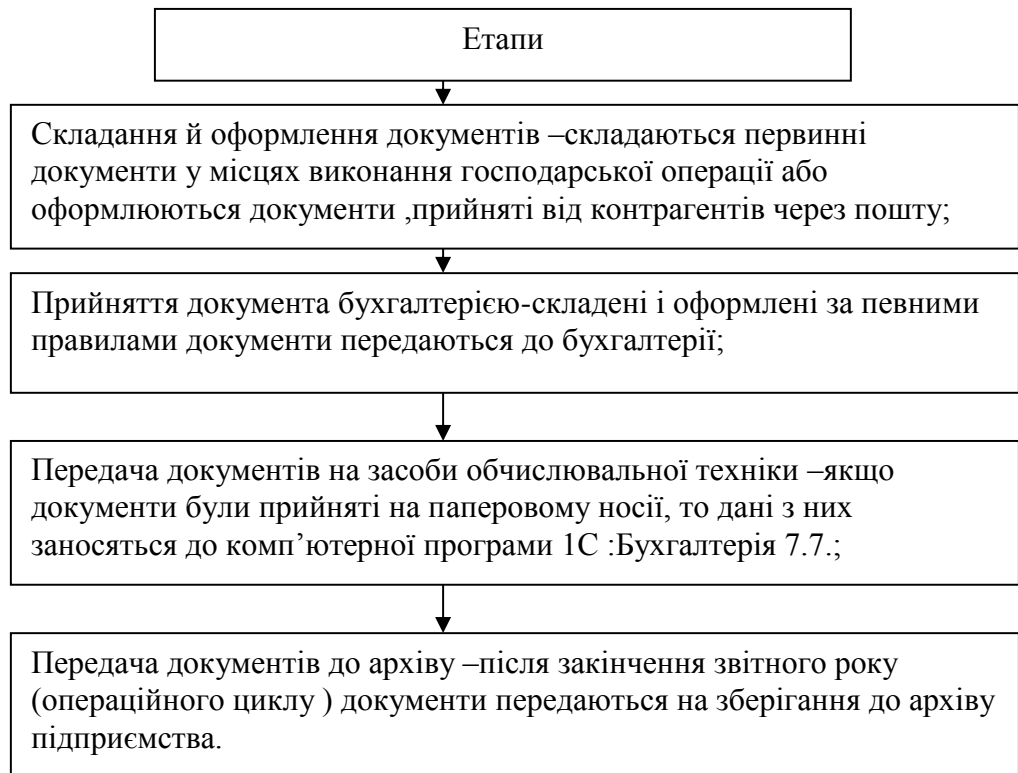 Етапи
Складання й оформлення документів –складаються первинні
документи у місцях виконання господарської операції або
оформлюються документи ,прийняті від контрагентів через пошту;
Прийняття документа бухгалтерією-складені і оформлені за певними
правилами документи передаються до бухгалтерії;
Передача документів на засоби обчислювальної техніки –якщо
документи були прийняті на паперовому носії, то дані з них
заносяться до комп’ютерної програми 1С :Бухгалтерія 7.7.;
Передача документів до архіву –після закінчення звітного року
(операційного циклу ) документи передаються на зберігання до архіву
підприємства.